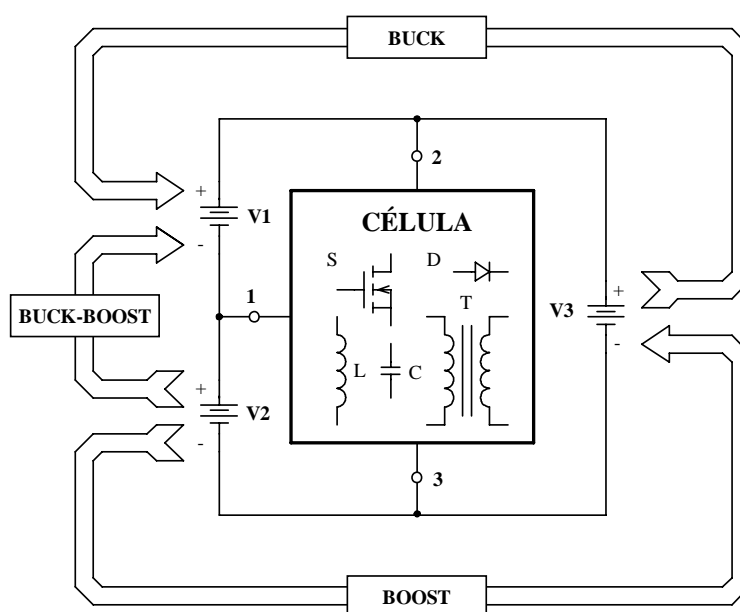 BUCK
+
2
CÉLULA
V1
-
S
D
1
T
V3
+
-
BUCK-BOOST
L
C
+
V2
-
3
BOOST